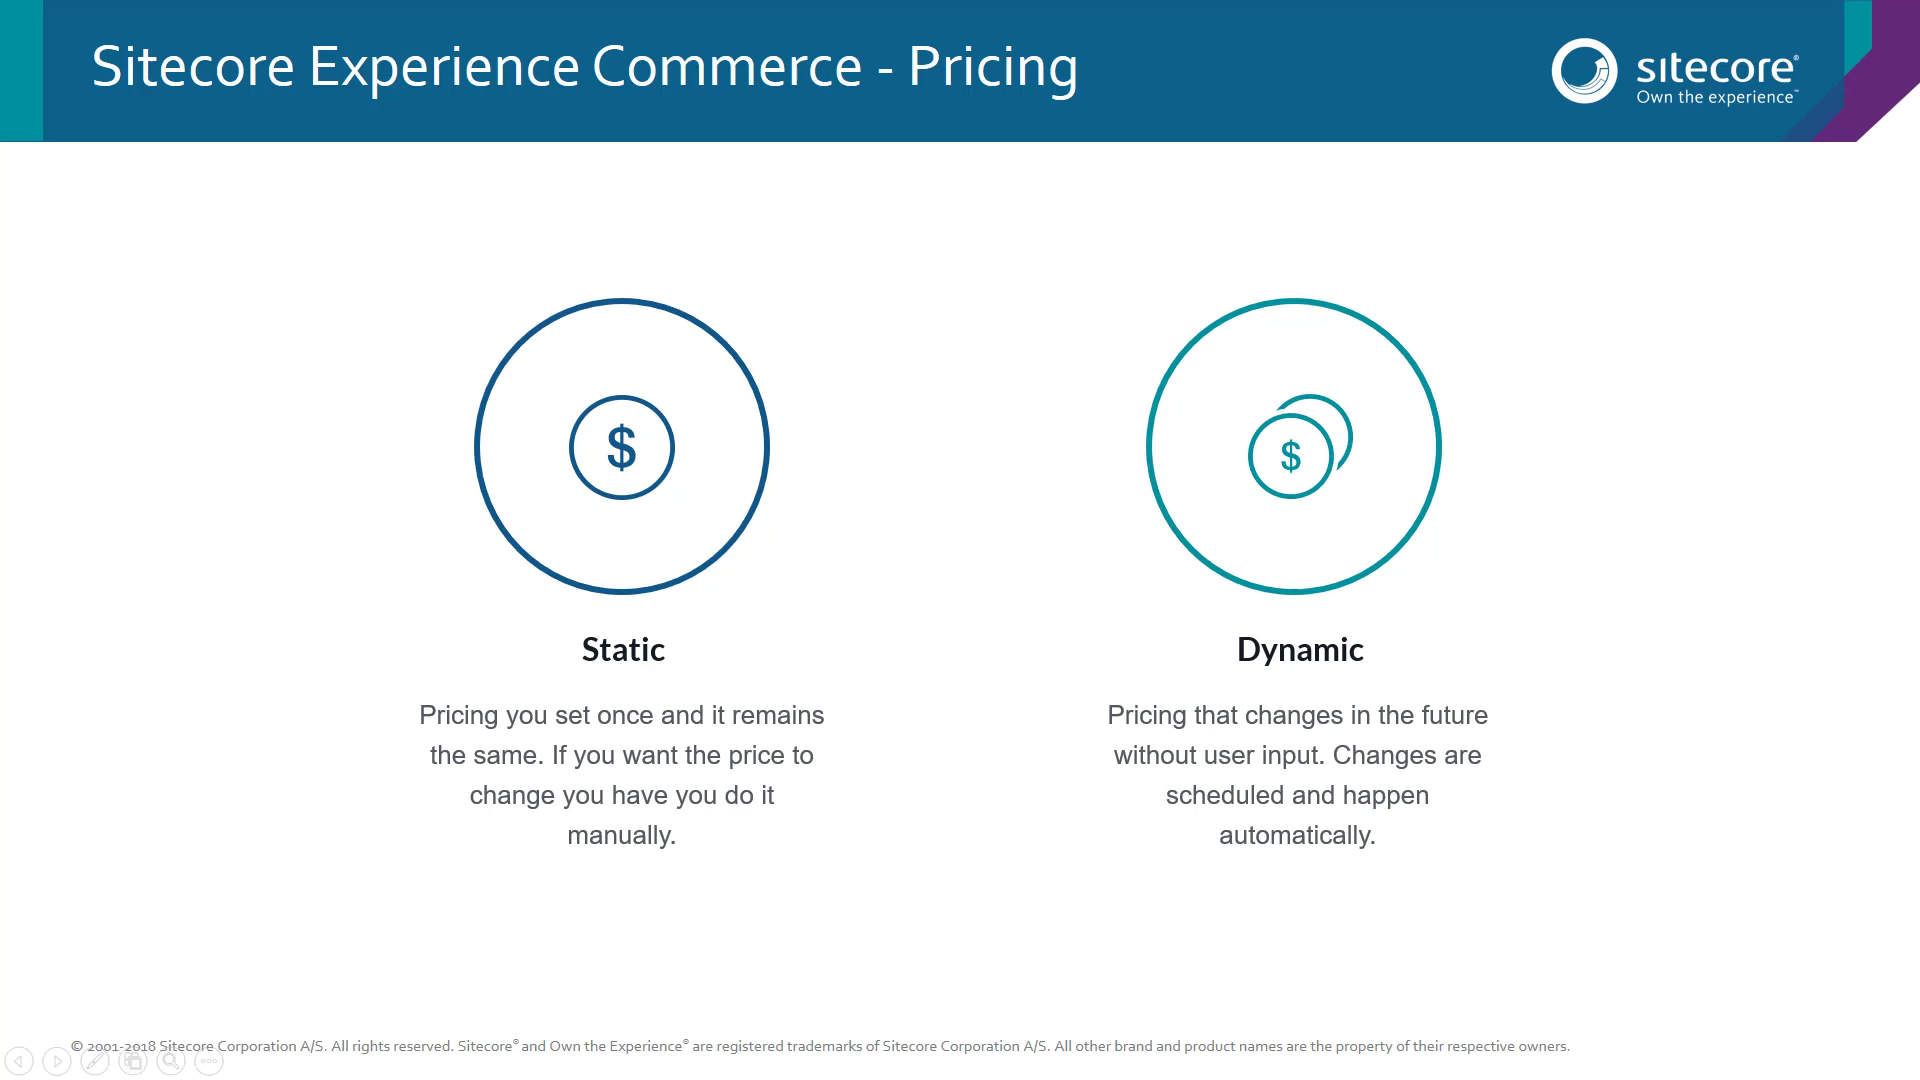 Sitecore Experience Commerce - Pricing
sitecore®
Own the experience™
$
$
Static
Pricing you set once and it remains
the same. If you want the price to
change you have you do it
manually.
Dynamic
Pricing that changes in the future
without user input. Changes are
scheduled and happen
automatically.
© 2001-2018 Sitecore Corporation A/S. All rights reserved. Sitecore® and Own the Experience® are registered trademarks of Sitecore Corporation A/S. All other brand and product names are the property of their respective owners.